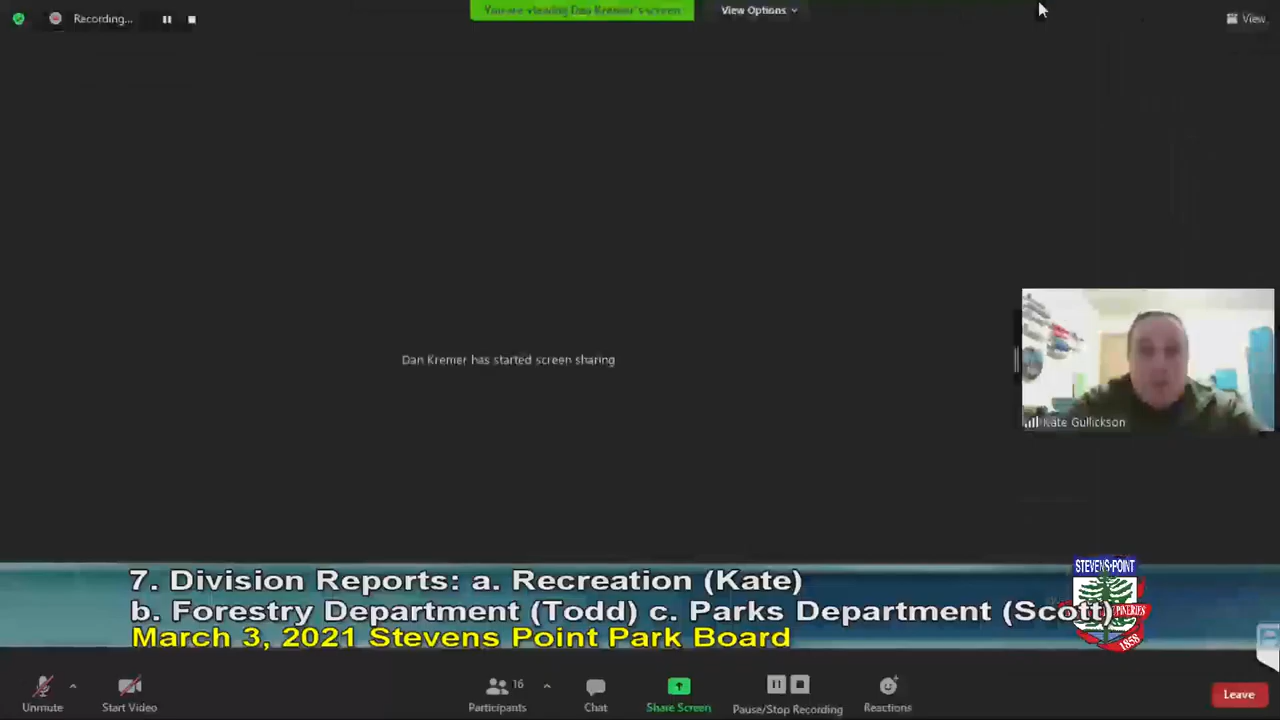 Recording...
You are viewing Dan Kremer's screen
View Options
View
Dan Kremer has started screen sharing
Kate Gullickson
7. Division Reports: a. Recreation (Kate)
b. Forestry Department (Todd) c. Parks Department (Scott)
March 3, 2021 Stevens Point Park Board
STEVENS POINT
PINERIES
1858
Unmute
Start Video
16
Participants
Chat
Share Screen
Pause/Stop Recording
Reactions
Leave